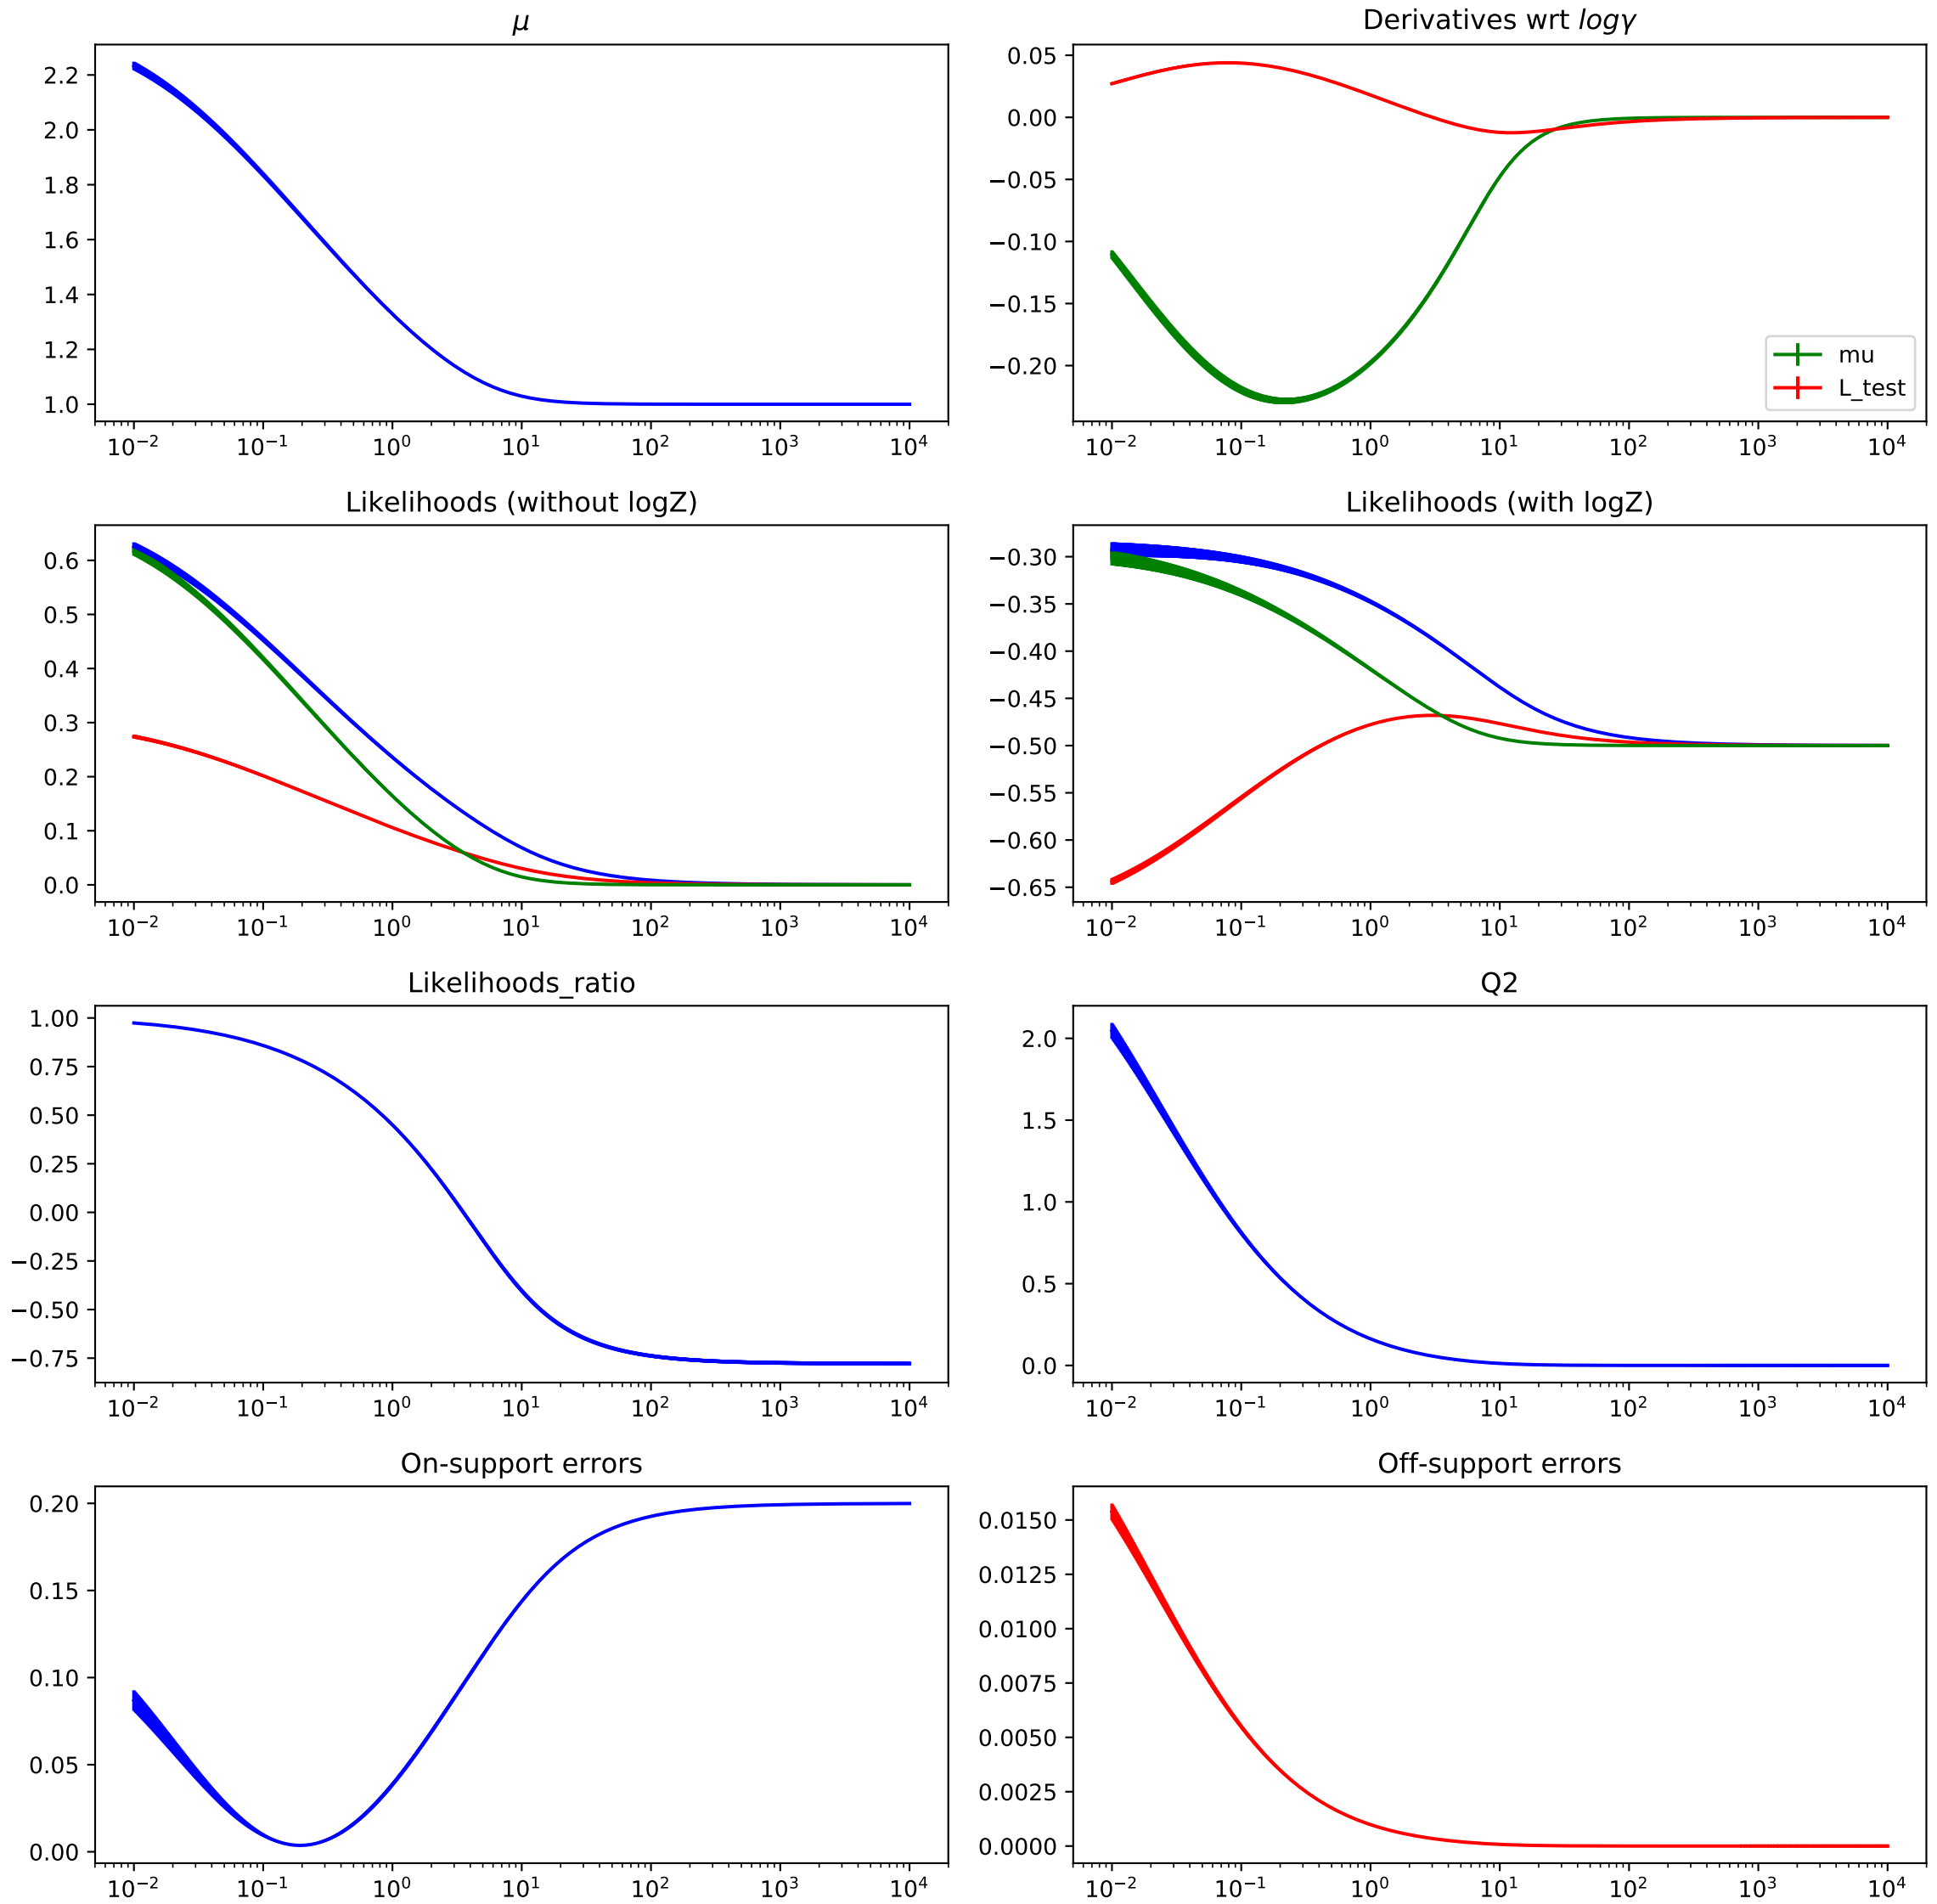 μ
2.2
2.0
1.8
1.6
1.4
1.2
1.0
10⁻² 10⁻¹ 10⁰ 10¹ 10² 10³ 10⁴
Derivatives wrt logγ
0.05
0.00
−0.05
−0.10
−0.15
−0.20
mu
L_test
10⁻² 10⁻¹ 10⁰ 10¹ 10² 10³ 10⁴
Likelihoods (without logZ)
0.6
0.5
0.4
0.3
0.2
0.1
0.0
10⁻² 10⁻¹ 10⁰ 10¹ 10² 10³ 10⁴
Likelihoods (with logZ)
−0.30
−0.35
−0.40
−0.45
−0.50
−0.55
−0.60
−0.65
10⁻² 10⁻¹ 10⁰ 10¹ 10² 10³ 10⁴
Likelihoods_ratio
1.00
0.75
0.50
0.25
0.00
−0.25
−0.50
−0.75
10⁻² 10⁻¹ 10⁰ 10¹ 10² 10³ 10⁴
Q2
2.0
1.5
1.0
0.5
0.0
10⁻² 10⁻¹ 10⁰ 10¹ 10² 10³ 10⁴
On-support errors
0.20
0.15
0.10
0.05
0.00
10⁻² 10⁻¹ 10⁰ 10¹ 10² 10³ 10⁴
Off-support errors
0.0150
0.0125
0.0100
0.0075
0.0050
0.0025
0.0000
10⁻² 10⁻¹ 10⁰ 10¹ 10² 10³ 10⁴